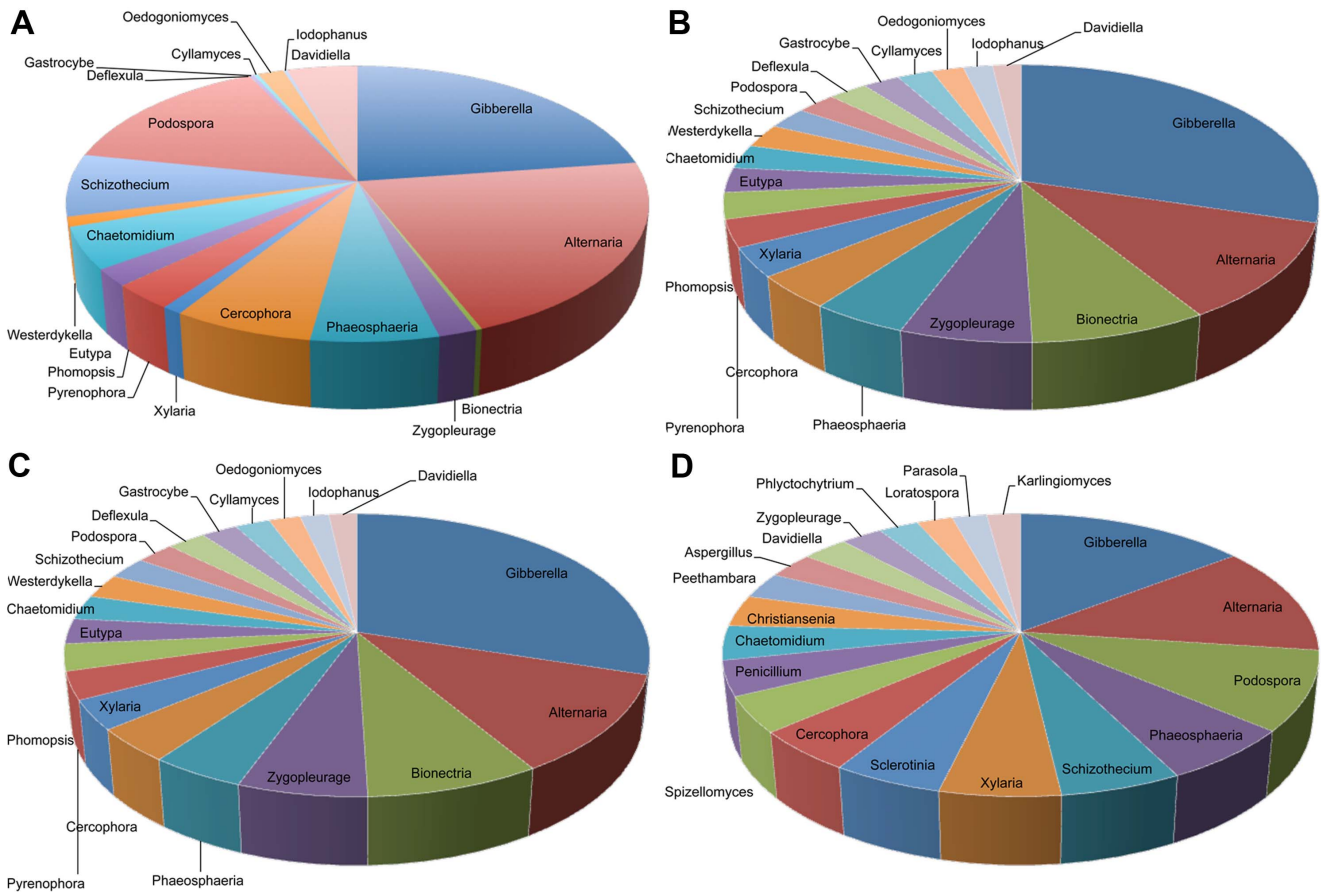 A
Oedogoniomyces
Iodophanus
Cyllamyces
Davidiella
Gastrocybe
Deflexula
Gibberella
Podospora
Schizothecium
Alternaria
Chaetomidium
Cercophora
Phaeosphaeria
Westerdykella
Eutypa
Phomopsis
Pyrenophora
Xylaria
Bionectria
Zygopleurage
B
Oedogoniomyces
Davidiella
Gastrocybe
Cyllamyces
Iodophanus
Deflexula
Podospora
Schizothecium
Gibberella
Westerdykella
Chaetomidium
Eutypa
Xylaria
Alternaria
Phomopsis
Zygopleurage
Bionectria
Cercophora
Pyrenophora
Phaeosphaeria
C
Oedogoniomyces
Davidiella
Gastrocybe
Cyllamyces
Iodophanus
Deflexula
Podospora
Schizothecium
Gibberella
Westerdykella
Chaetomidium
Eutypa
Xylaria
Alternaria
Phomopsis
Zygopleurage
Bionectria
Cercophora
Pyrenophora
Phaeosphaeria
D
Parasola
Karlingiomyces
Phlyctochytrium
Loratospora
Zygopleurage
Davidiella
Gibberella
Aspergillus
Peethambara
Alternaria
Christiansenia
Chaetomidium
Penicillium
Podospora
Cercophora
Phaeosphaeria
Sclerotinia
Schizothecium
Xylaria
Spizellomyces